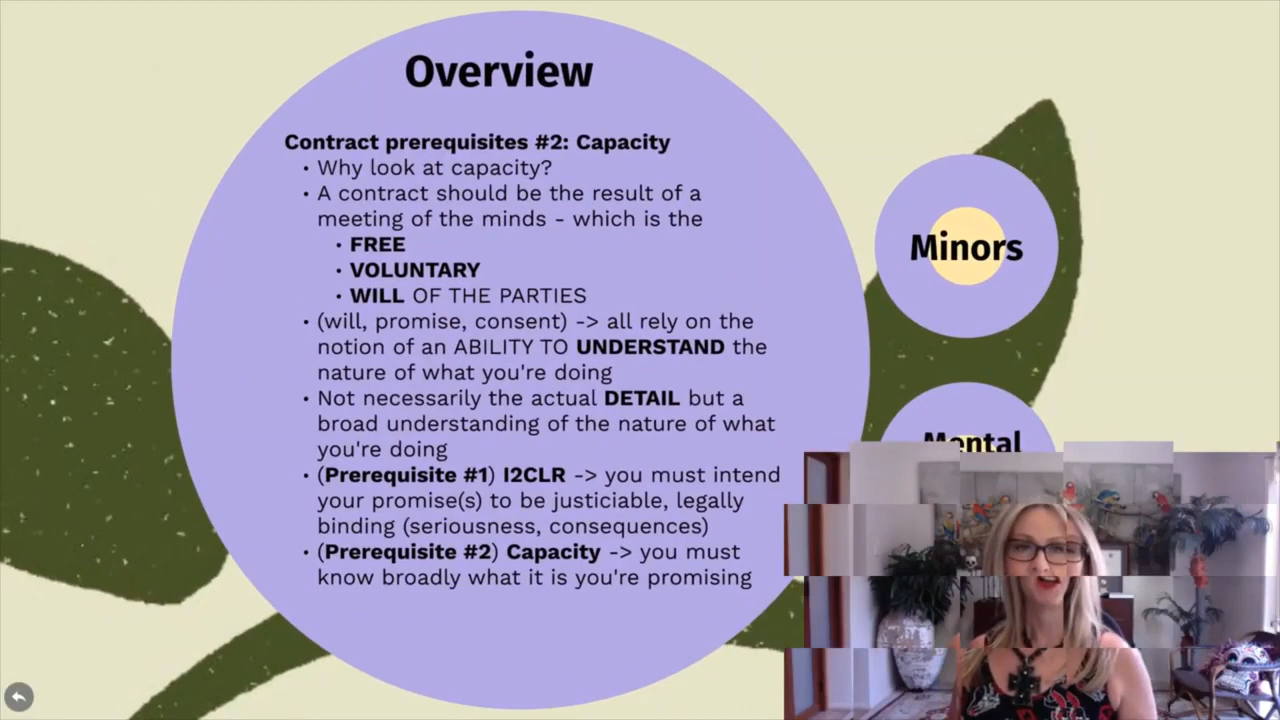 Overview
Contract prerequisites #2: Capacity
• Why look at capacity?
• A contract should be the result of a
meeting of the minds - which is the
• FREE
• VOLUNTARY
• WILL OF THE PARTIES
• (will, promise, consent) -> all rely on the
notion of an ABILITY TO UNDERSTAND the
nature of what you're doing
• Not necessarily the actual DETAIL but a
broad understanding of the nature of what
you're doing
• (Prerequisite #1) I2CLR -> you must intend
your promise(s) to be justiciable, legally
binding (seriousness, consequences)
• (Prerequisite #2) Capacity -> you must
know broadly what it is you're promising
Minors
Mental